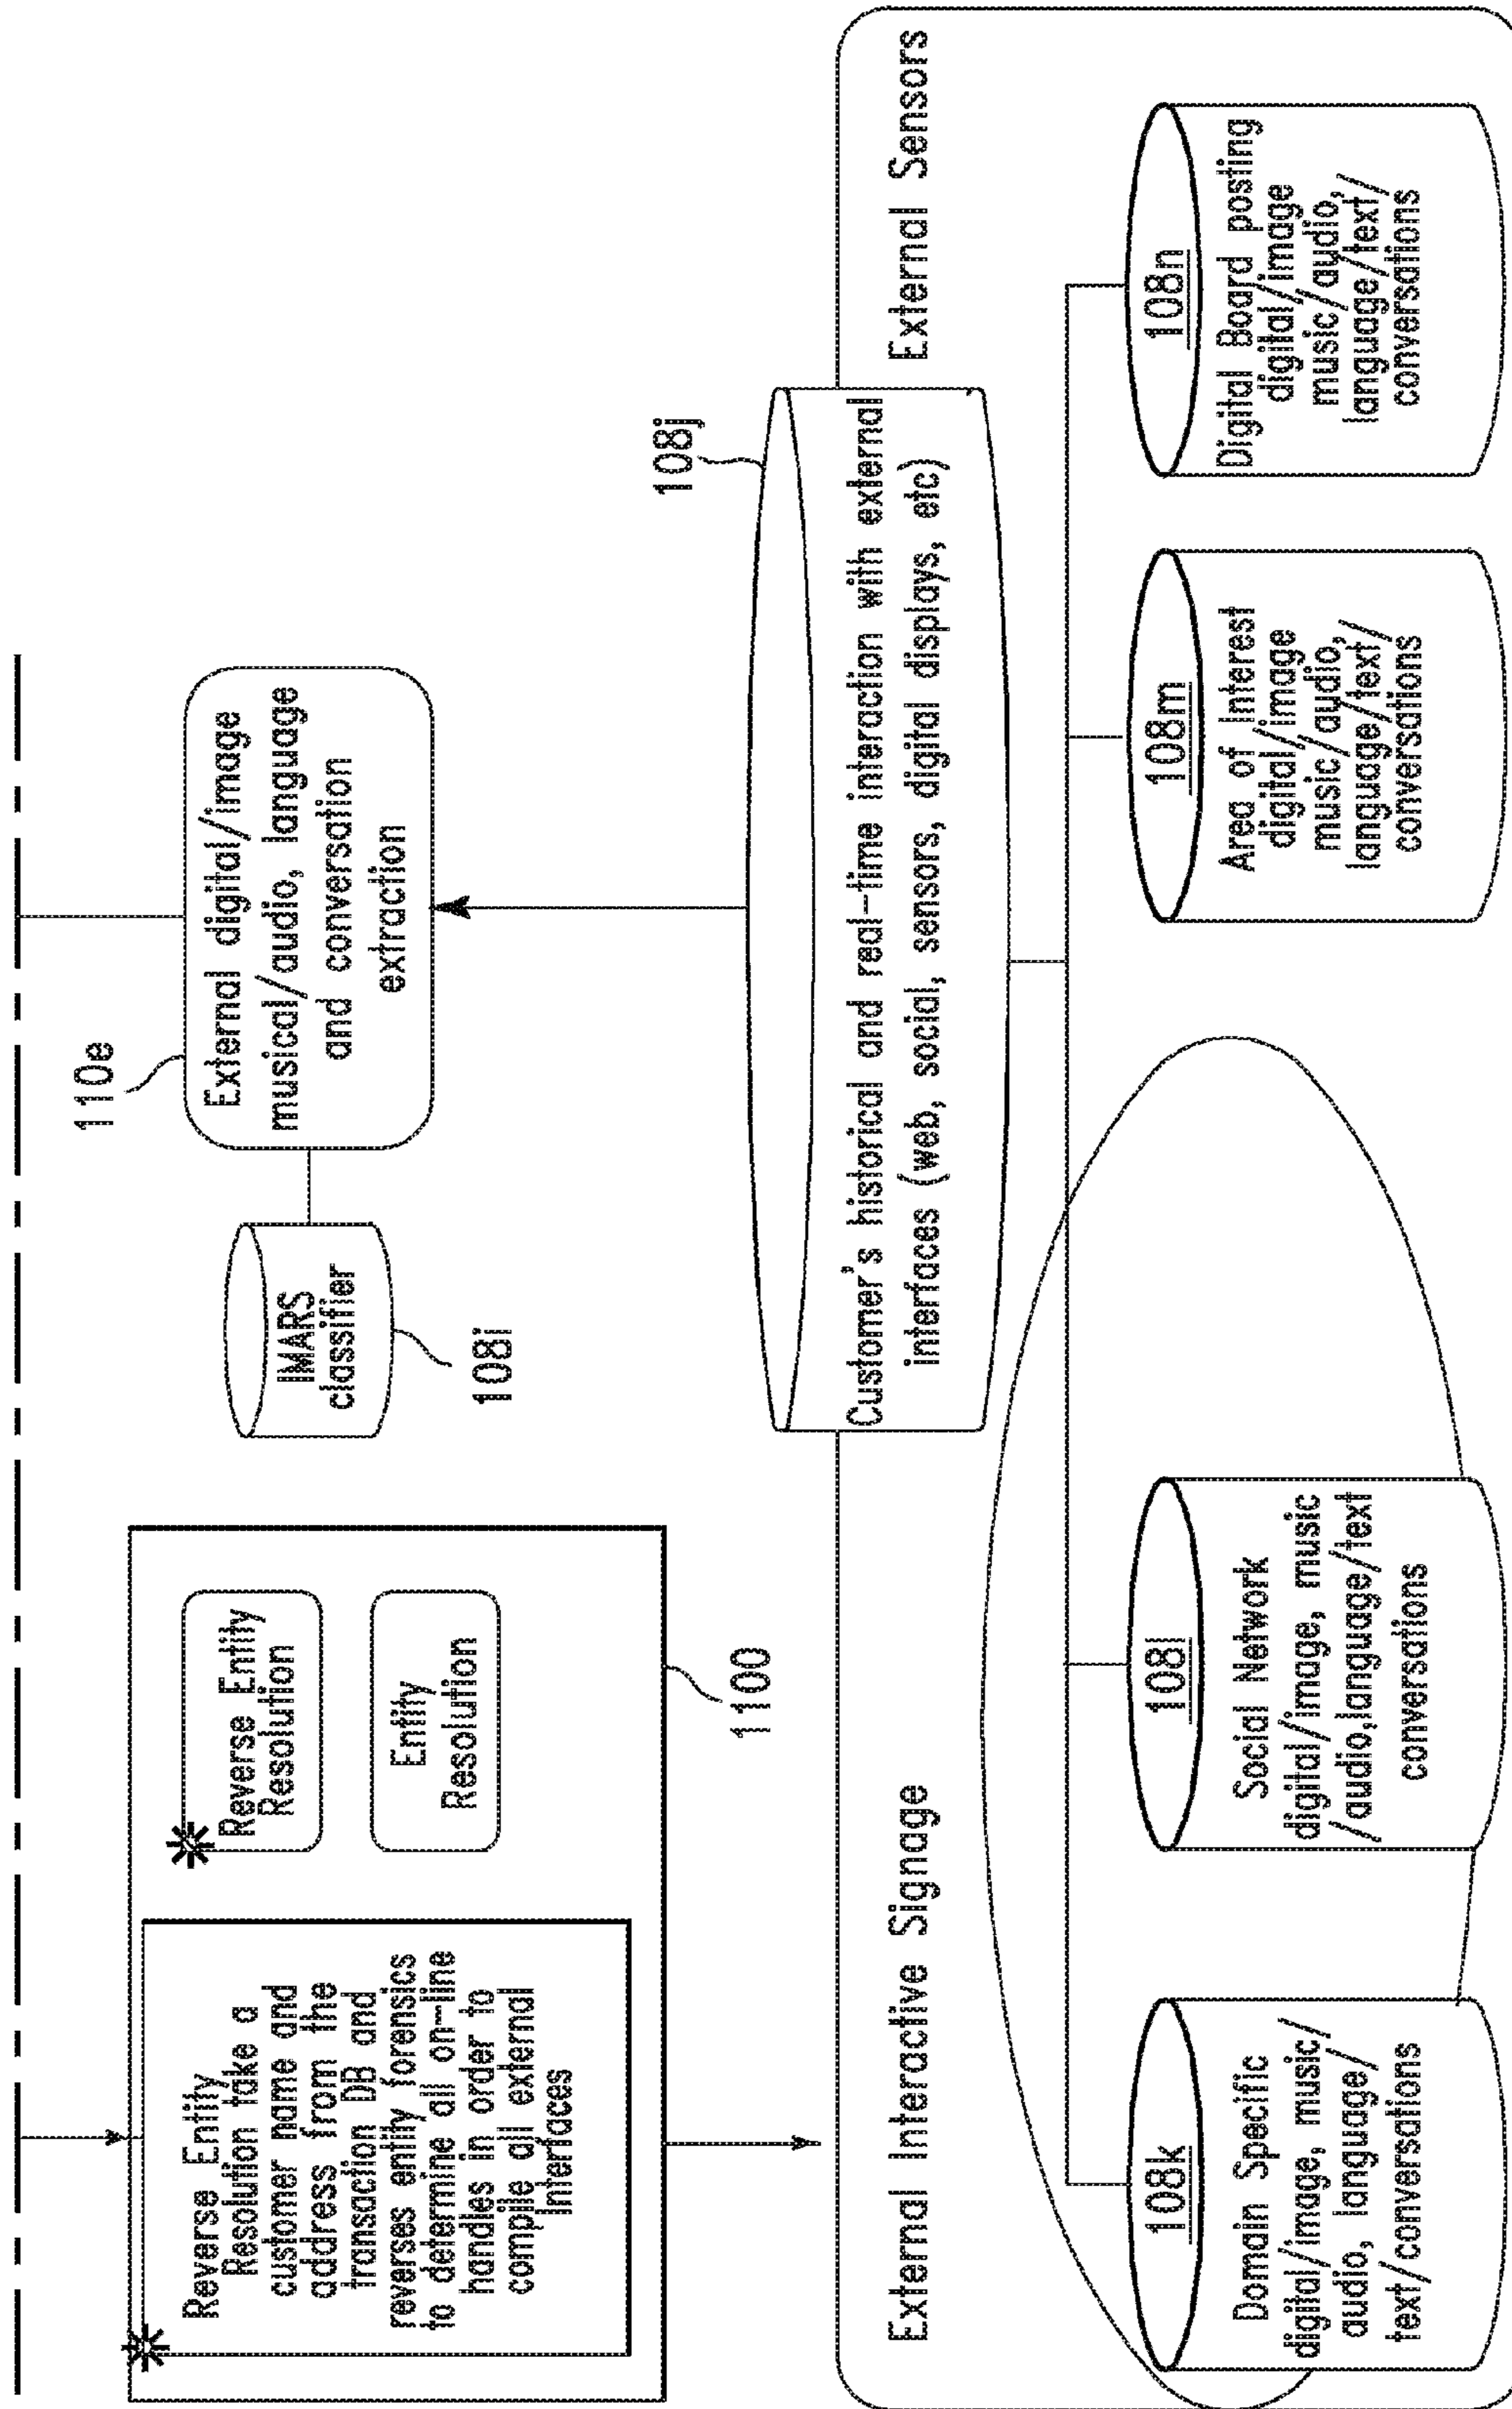 Reverse Entity
Resolution take a
customer name and
address from the
transaction DB and
reverses entity forensics
to determine all on-line
handles in order to
compile all external
Interfaces
Reverse Entity
Resolution
Entity
Resolution
1100
IMARS
classifier
108i'
110e
External digital/image
musical/audio, language
and conversation
extraction
108j
Customer's historical and real-time interaction with external
interfaces (web, social, sensors, digital displays, etc)
External Interactive Signage
External Sensors
108k
Domain Specific
digital/image, music/
audio, language/
text/conversations
108l
Social Network
digital/image, music
/audio,language/text
conversations
108m
Area of Interest
digital/image
music/audio,
language/text/
conversations
108n
Digital Board posting
digital/image
music/audio,
language/text/
conversations